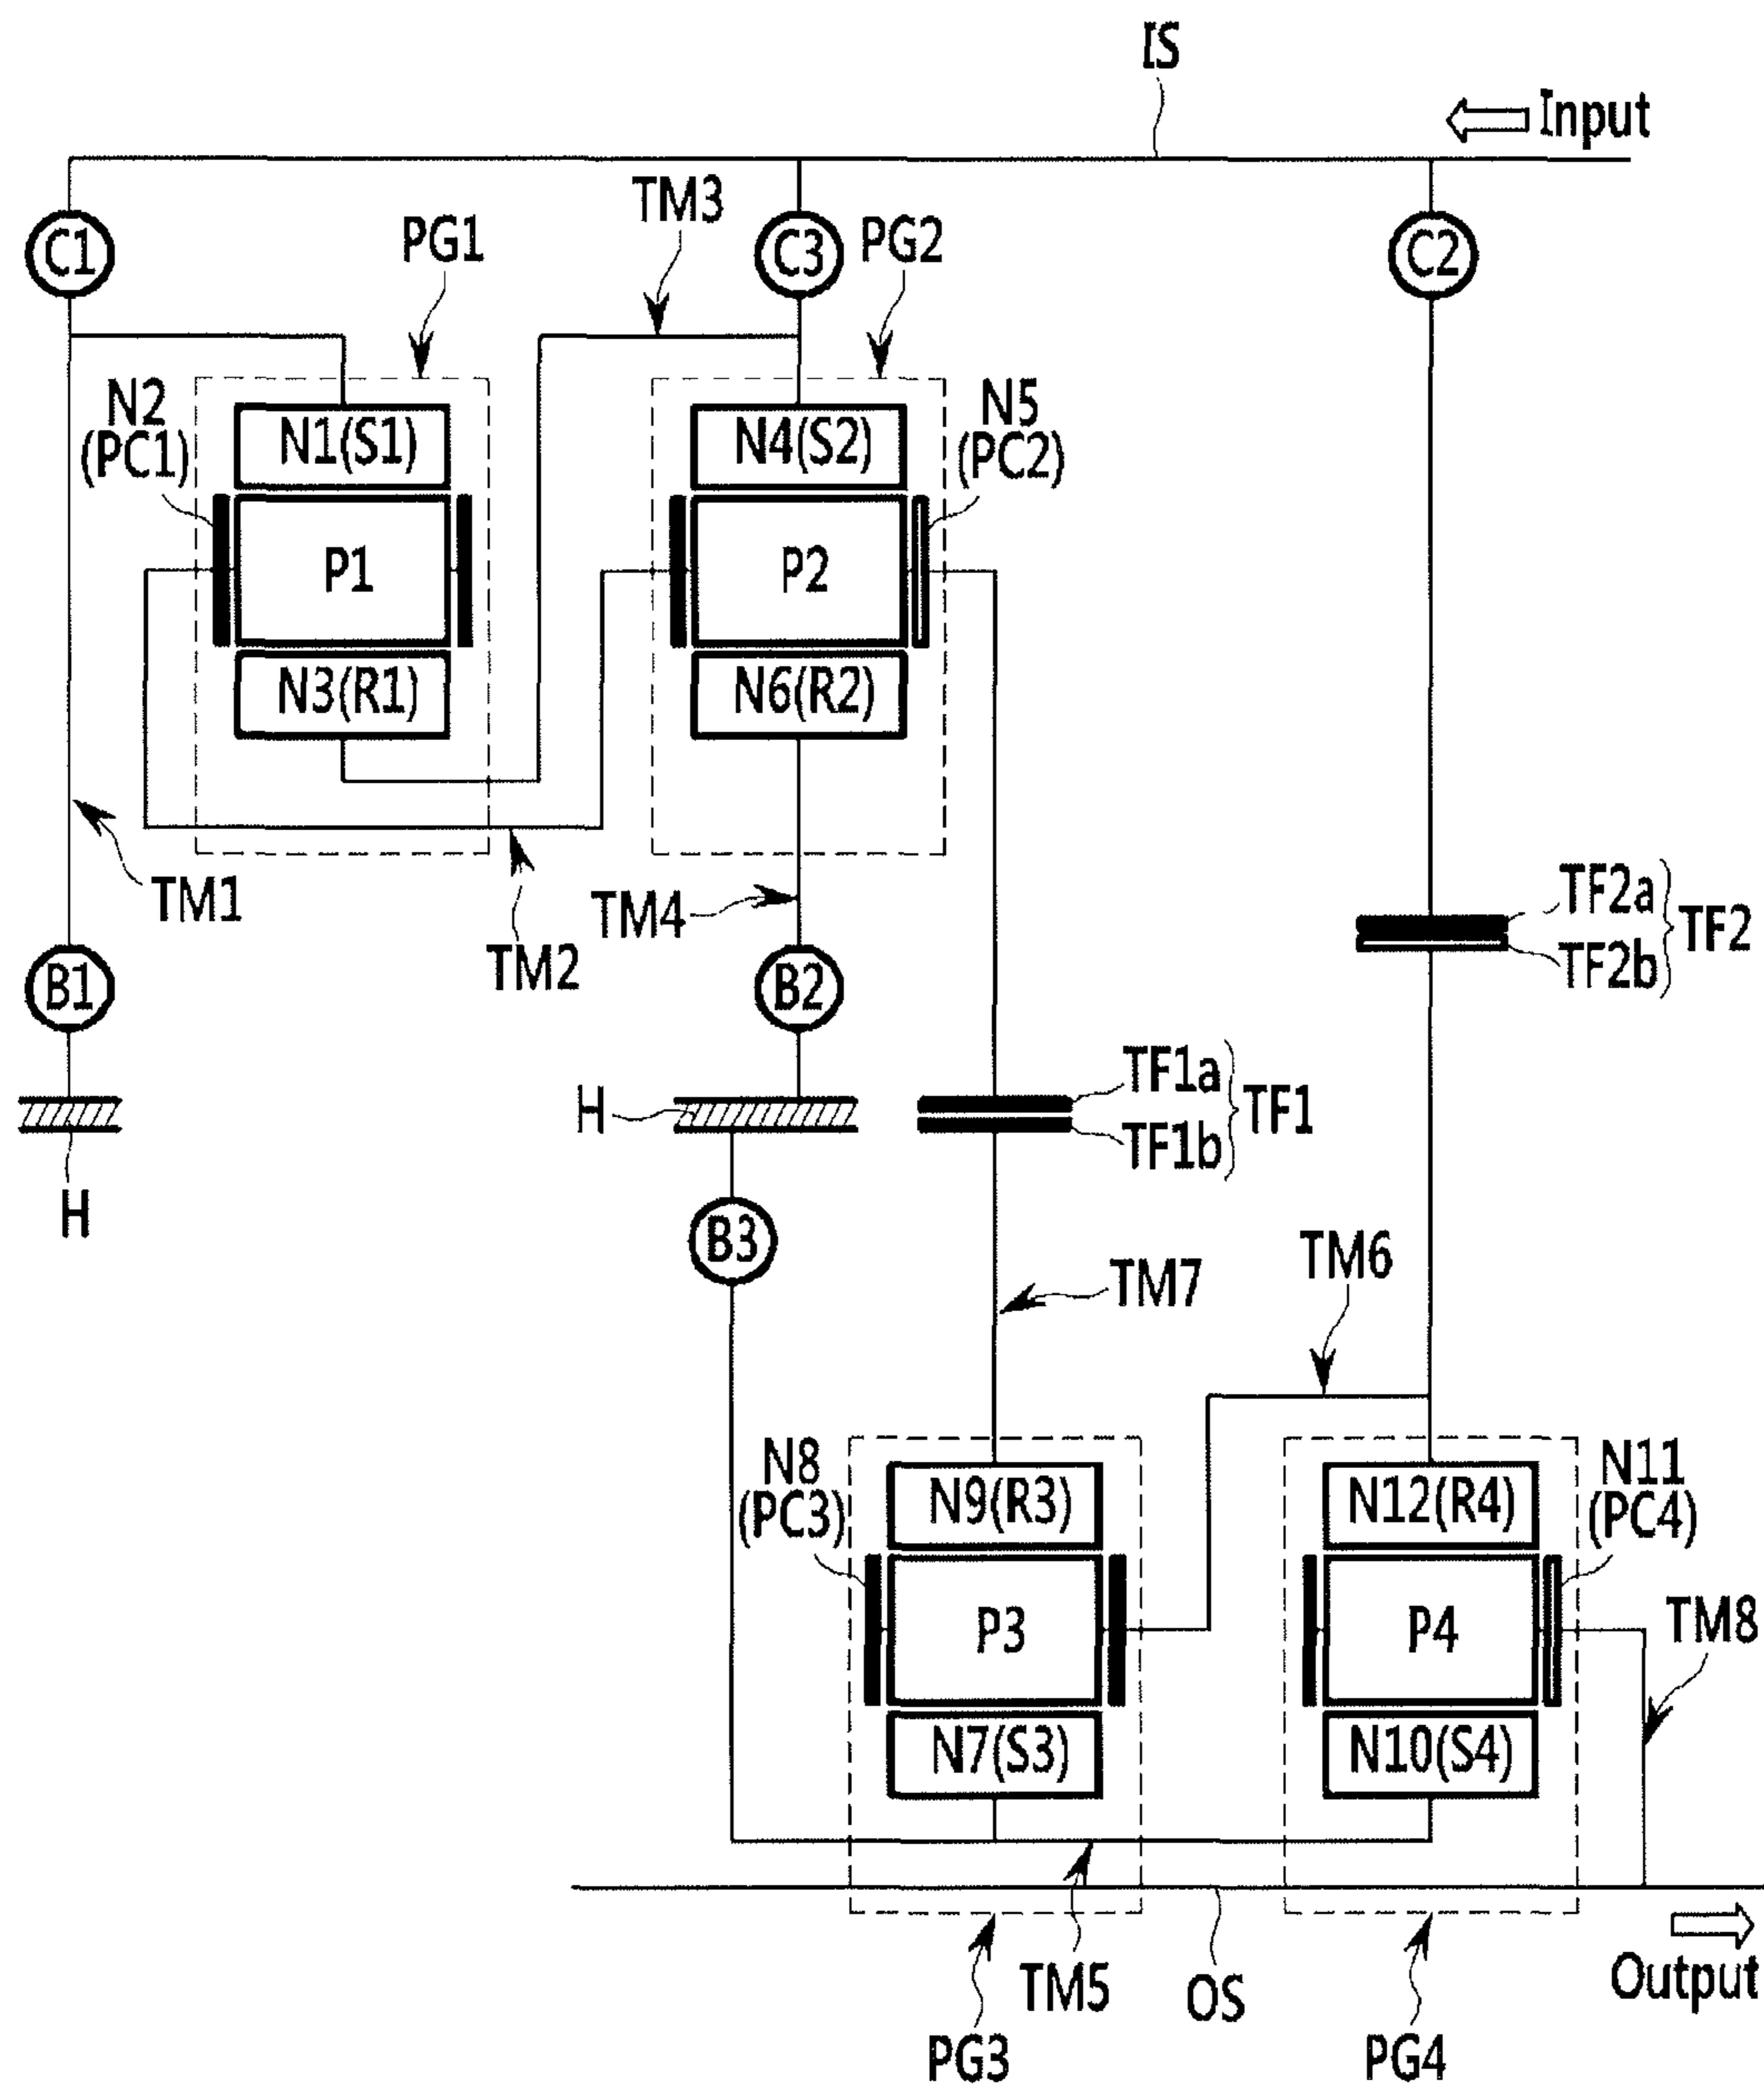 IS
Input
TM3
C1
PG1
C3
PG2
C2
N2
(PC1)
N1(S1)
N4(S2)
N5
(PC2)
P1
P2
N3(R1)
N6(R2)
TM1
TM4
TM2
TF2a
TF2b
TF2
B1
B2
H
TF1a
TF1b
TF1
H
B3
TM7
TM6
N8
(PC3)
N9(R3)
N12(R4)
N11
(PC4)
P3
P4
TM8
N7(S3)
N10(S4)
TM5
OS
Output
PG3
PG4